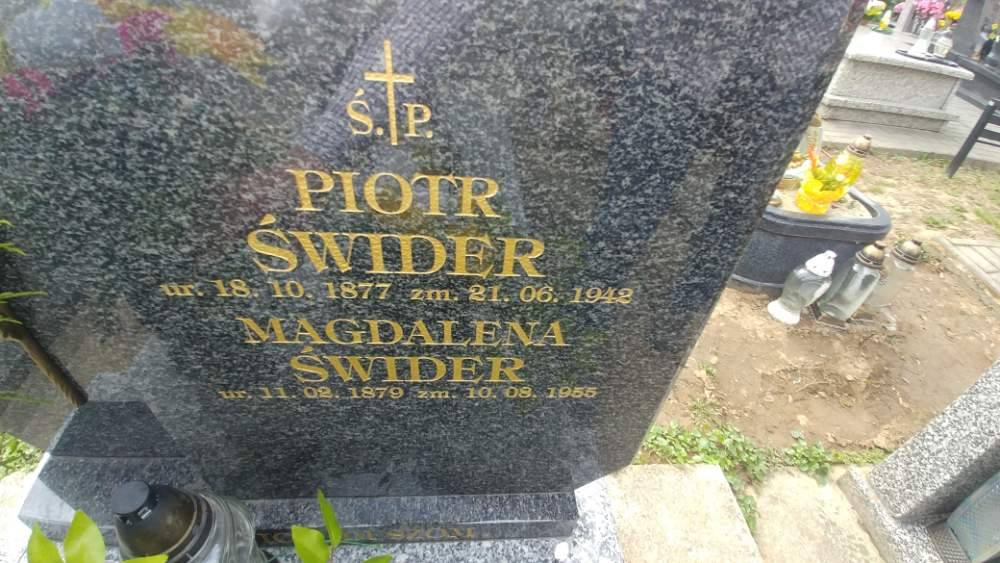 Ś. P.
PIOTR
ŚWIDER
ur. 18. 10. 1877 zm. 21. 06. 1942
MAGDALENA
ŚWIDER
ur. 11. 02. 1879 zm. 10. 08. 1955